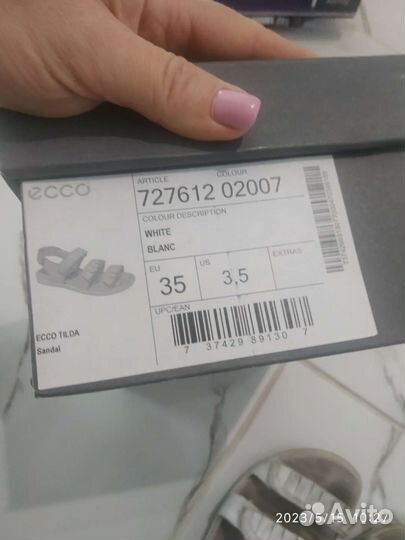 ecco
ARTICLE COLOUR
727612 02007
COLOUR DESCRIPTION
WHITE
BLANC
EU
35
US
3,5
EXTRAS
UPC/EAN
7 37429 89130 7
ECCO TILDA
Sandal
2023/5/15 10:27
Avito